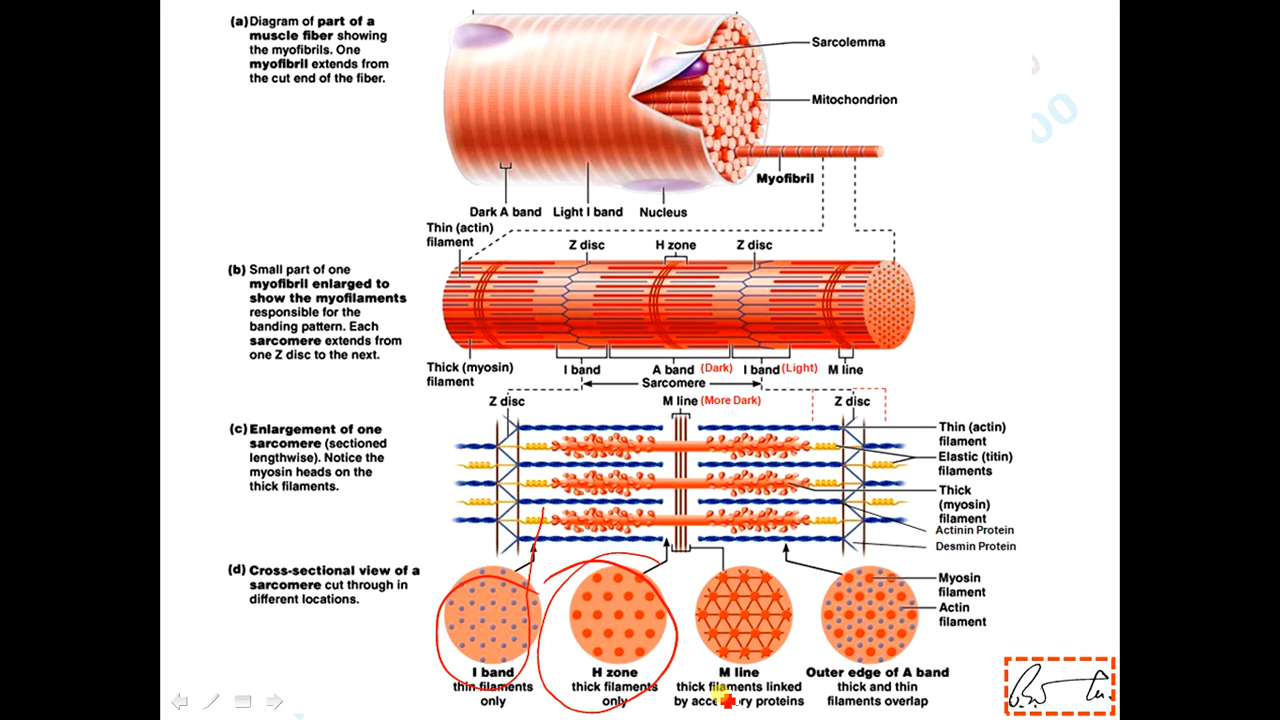 (a) Diagram of part of a
muscle fiber showing
the myofibrils. One
myofibril extends from
the cut end of the fiber.
Sarcolemma
Mitochondrion
Myofibril
Dark A band
Light I band
Nucleus
Thin (actin)
filament
Z disc
H zone
Z disc
(b) Small part of one
myofibril enlarged to
show the myofilaments
responsible for the
banding pattern. Each
sarcomere extends from
one Z disc to the next.
Thick (myosin)
filament
I band
A band (Dark)
I band (Light)
M line
Sarcomere
Z disc
M line (More Dark)
Z disc
(c) Enlargement of one
sarcomere (sectioned
lengthwise). Notice the
myosin heads on the
thick filaments.
Thin (actin)
filament
Elastic (titin)
filaments
Thick
(myosin)
filament
Actinin Protein
Desmin Protein
(d) Cross-sectional view of a
sarcomere cut through in
different locations.
Myosin
filament
Actin
filament
I band
thin filaments
only
H zone
thick filaments
only
M line
thick filaments linked
by accessory proteins
Outer edge of A band
thick and thin
filaments overlap